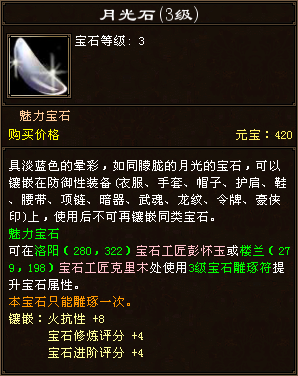 月光石(3级)
宝石等级: 3
魅力宝石
购买价格 元宝: 420
具淡蓝色的晕彩，如同朦胧的月光的宝石，可以
镶嵌在防御性装备(衣服、手套、帽子、护肩、鞋
、腰带、项链、暗器、武魂、龙纹、令牌、豪侠
印)上，使用后不可再镶嵌同类宝石。
魅力宝石
可在洛阳（280，322）宝石工匠彭怀玉或楼兰（27
9，198）宝石工匠克里木处使用3级宝石雕琢符提
升宝石属性。
本宝石只能雕琢一次。
镶嵌：火抗性 +8
宝石修炼评分 +4
宝石进阶评分 +4